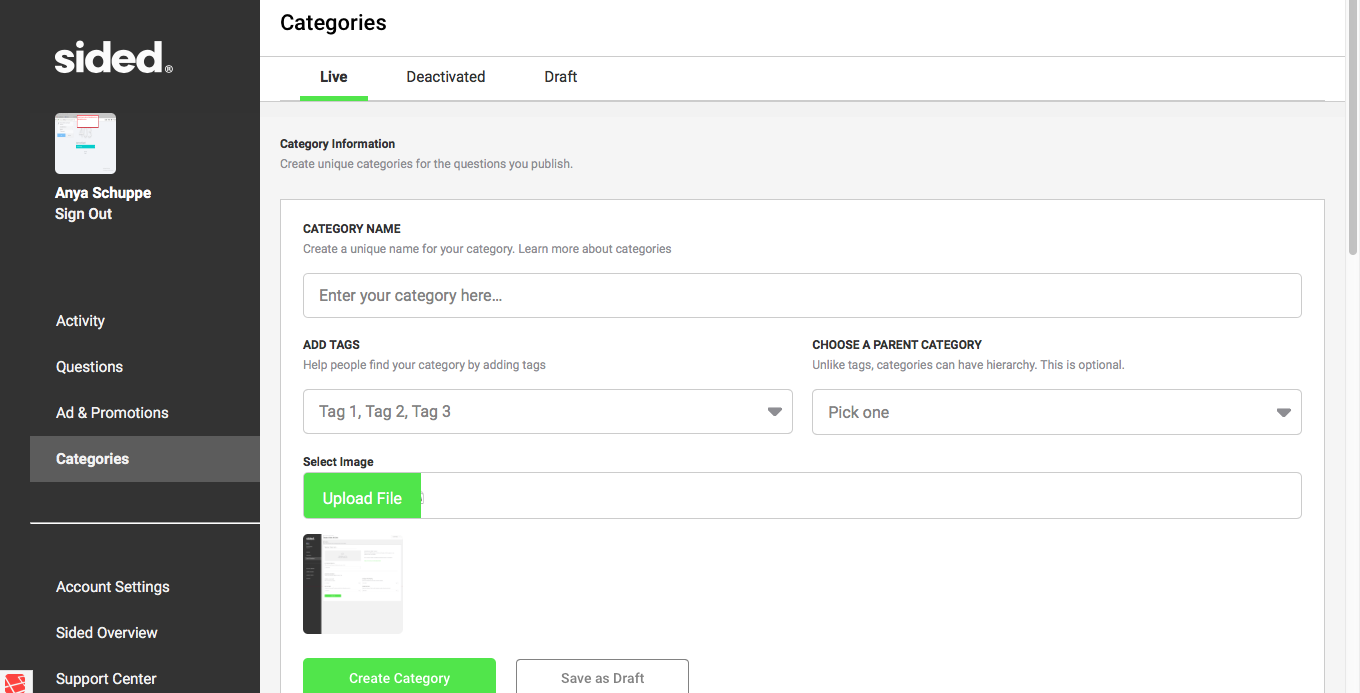 sided®
Anya Schuppe
Sign Out
Activity
Questions
Ad & Promotions
Categories
Account Settings
Sided Overview
Support Center
Categories
Live
Deactivated
Draft
Category Information
Create unique categories for the questions you publish.
CATEGORY NAME
Create a unique name for your category. Learn more about categories
Enter your category here...
ADD TAGS
Help people find your category by adding tags
Tag 1, Tag 2, Tag 3
CHOOSE A PARENT CATEGORY
Unlike tags, categories can have hierarchy. This is optional.
Pick one
Select Image
Upload File
Create Category
Save as Draft